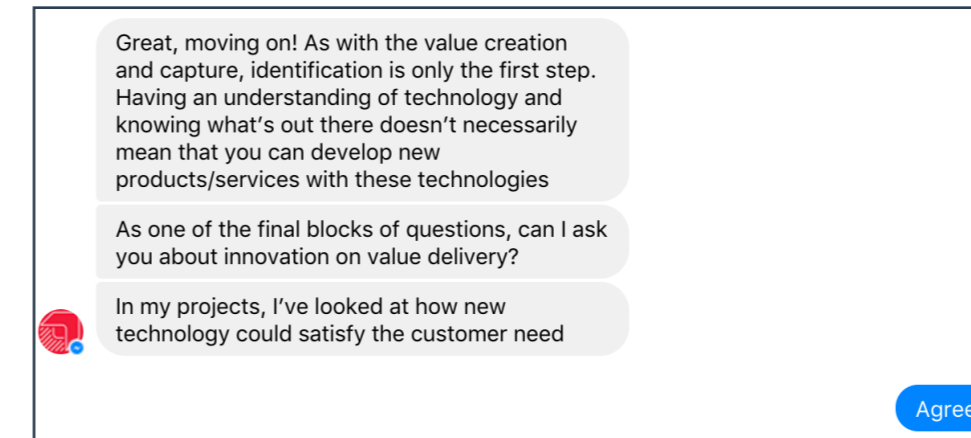 Great, moving on! As with the value creation
and capture, identification is only the first step.
Having an understanding of technology and
knowing what's out there doesn't necessarily
mean that you can develop new
products/services with these technologies
As one of the final blocks of questions, can I ask
you about innovation on value delivery?
In my projects, I've looked at how new
technology could satisfy the customer need
Agree